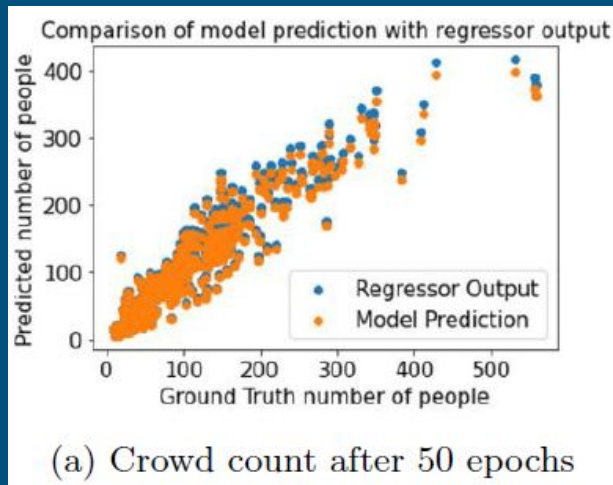 Comparison of model prediction with regressor output
Predicted number of people
400
300
200
100
0
Regressor Output
Model Prediction
0 100 200 300 400 500
Ground Truth number of people
(a) Crowd count after 50 epochs